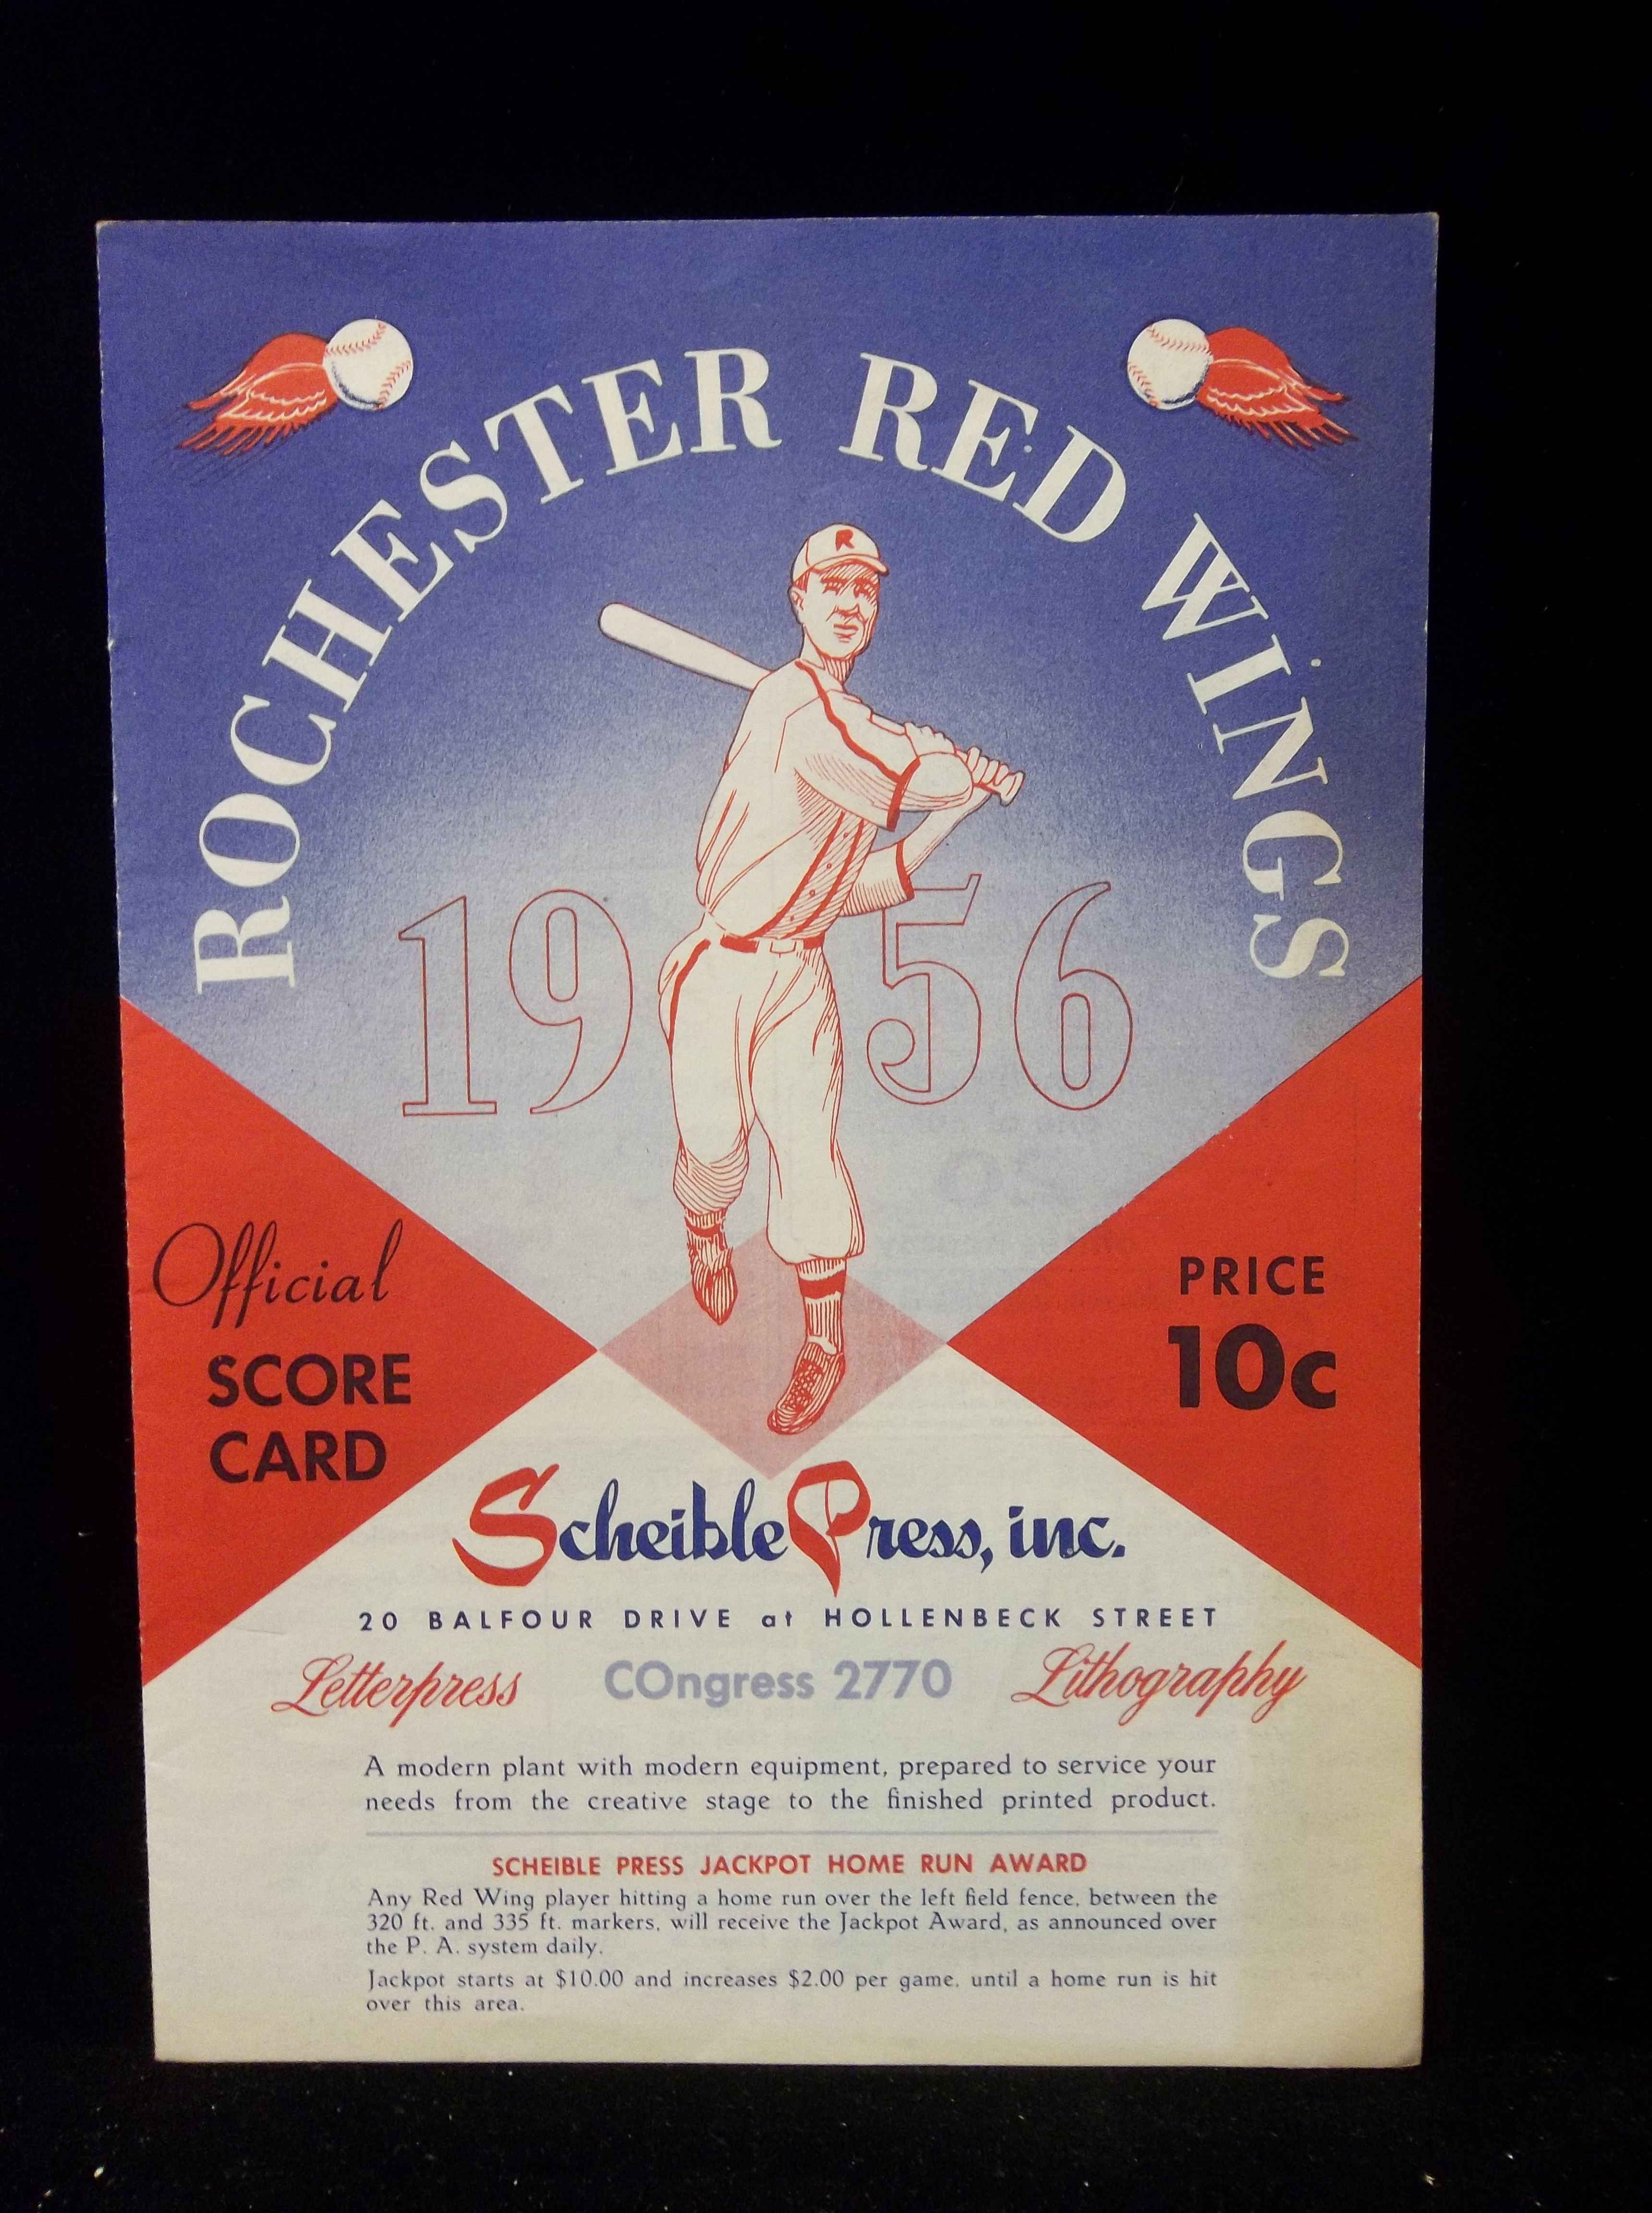 ROCHESTER RED WINGS
R
1956
Official
SCORE
CARD
PRICE
10c
Scheible Press, inc.
20 BALFOUR DRIVE at HOLLENBECK STREET
Letterpress COngress 2770 Lithography
A modern plant with modern equipment, prepared to service your
needs from the creative stage to the finished printed product.
SCHEIBLE PRESS JACKPOT HOME RUN AWARD
Any Red Wing player hitting a home run over the left field fence, between the
320 ft. and 335 ft. markers, will receive the Jackpot Award, as announced over
the P. A. system daily.
Jackpot starts at $10.00 and increases $2.00 per game, until a home run is hit
over this area.